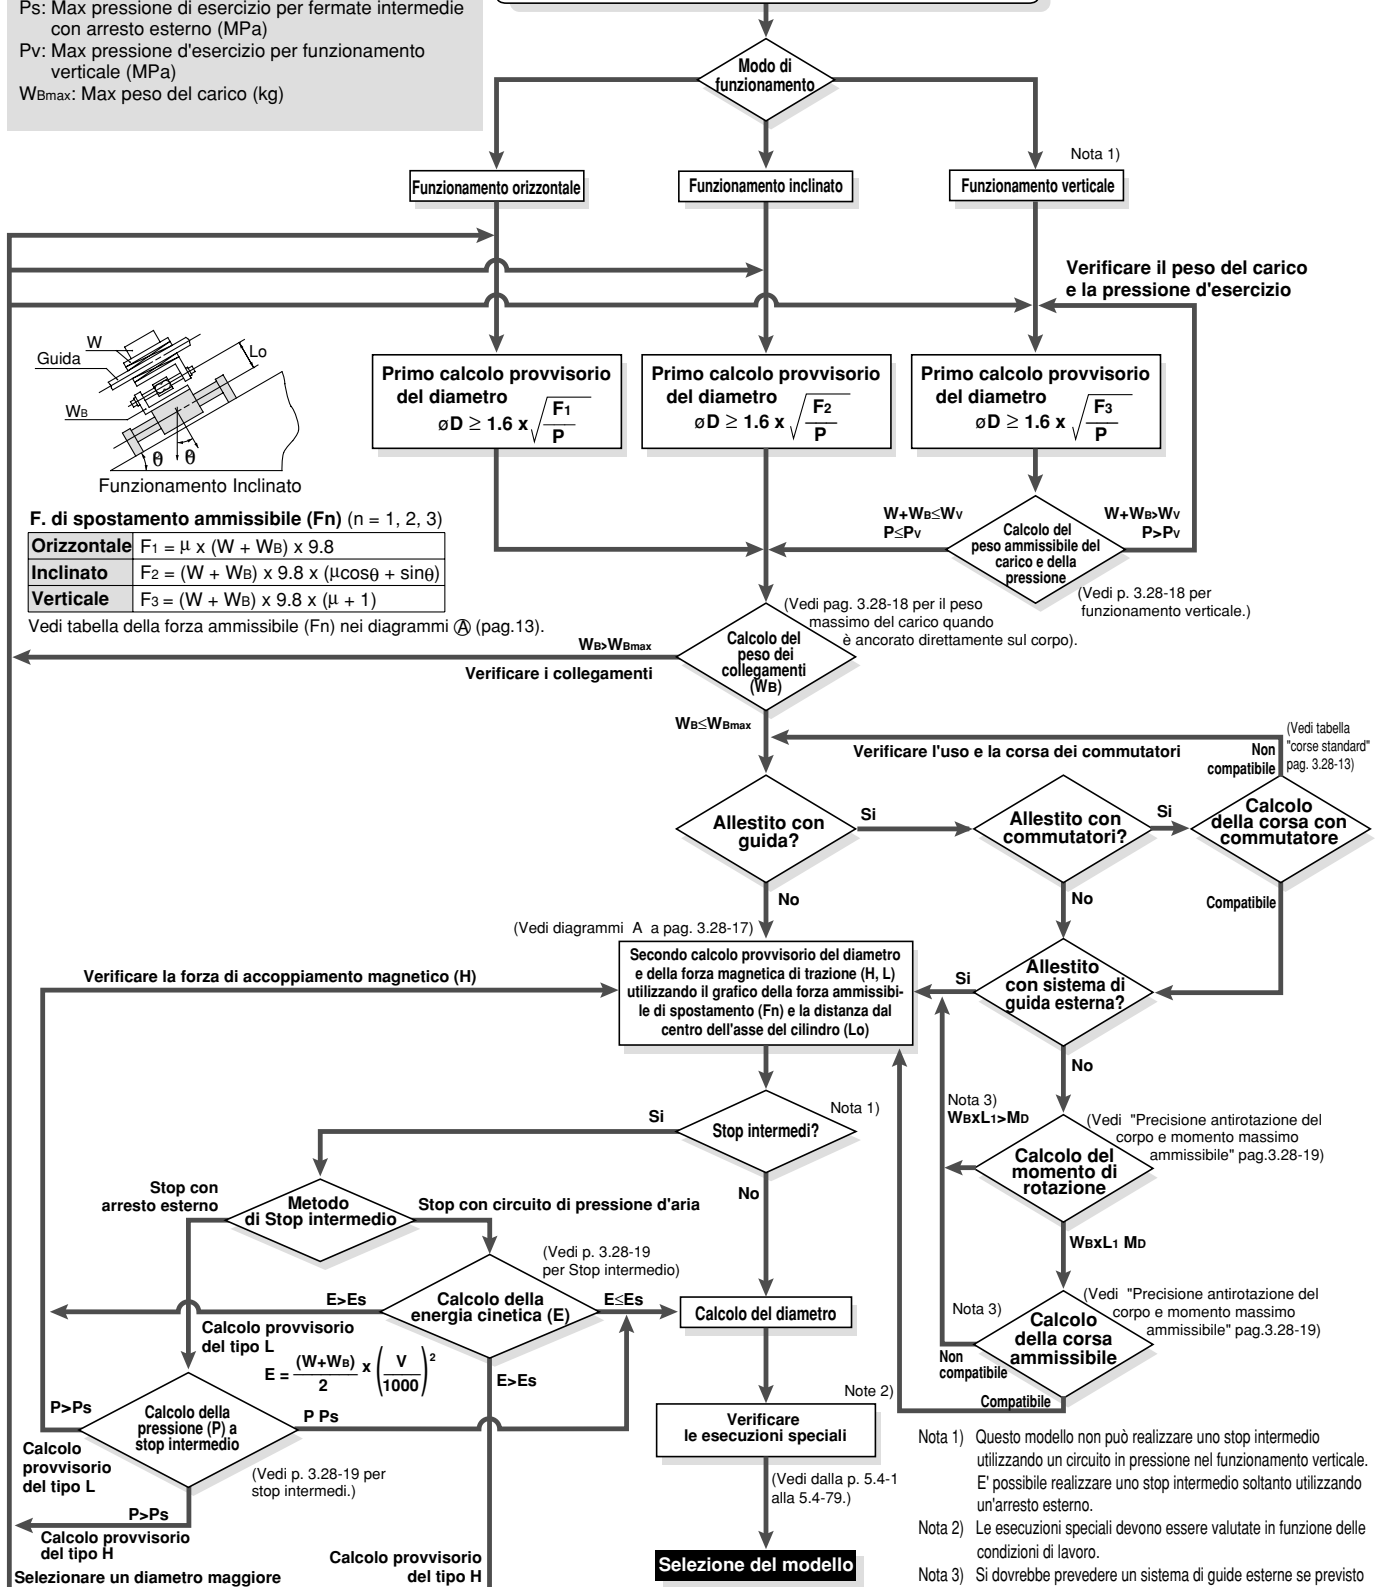 Ps: Max pressione di esercizio per fermate intermedie
con arresto esterno (MPa)
Pv: Max pressione d'esercizio per funzionamento
verticale (MPa)
WBmax: Max peso del carico (kg)
Modo di
funzionamento
Nota 1)
Funzionamento orizzontale
Funzionamento inclinato
Funzionamento verticale
Verificare il peso del carico
e la pressione d'esercizio
W
Guida
Lo
WB
θ
θ
Funzionamento Inclinato
Primo calcolo provvisorio
del diametro
øD ≥ 1.6 x √F1/P
Primo calcolo provvisorio
del diametro
øD ≥ 1.6 x √F2/P
Primo calcolo provvisorio
del diametro
øD ≥ 1.6 x √F3/P
F. di spostamento ammissibile (Fn) (n = 1, 2, 3)
Orizzontale F1 = μ x (W + WB) x 9.8
Inclinato F2 = (W + WB) x 9.8 x (μcosθ + sinθ)
Verticale F3 = (W + WB) x 9.8 x (μ + 1)
Vedi tabella della forza ammissibile (Fn) nei diagrammi Ⓐ (pag.13).
W+WB≤WV
P≤PV
Calcolo del
peso ammissibile del
carico e della
pressione
W+WB>WV
P>PV
(Vedi p. 3.28-18 per
funzionamento verticale.)
(Vedi pag. 3.28-18 per il peso
massimo del carico quando
è ancorato direttamente sul corpo).
Calcolo del
peso dei
collegamenti
(WB)
WB>WBmax
Verificare i collegamenti
WB≤WBmax
Verificare l'uso e la corsa dei commutatori
Non
compatibile
(Vedi tabella
"corse standard"
pag. 3.28-13)
Allestito con
guida?
Si
Allestito con
commutatori?
Si
Calcolo
della corsa con
commutatore
No
No
Compatibile
(Vedi diagrammi A a pag. 3.28-17)
Secondo calcolo provvisorio del diametro
e della forza magnetica di trazione (H, L)
utilizzando il grafico della forza ammissibi-
le di spostamento (Fn) e la distanza dal
centro dell'asse del cilindro (Lo)
Verificare la forza di accoppiamento magnetico (H)
Si
Allestito
con sistema di
guida esterna?
No
Nota 3)
WBxL1>MD
(Vedi "Precisione antirotazione del
corpo e momento massimo
ammissibile" pag.3.28-19)
Calcolo del
momento di
rotazione
WBxL1 MD
Si
Stop intermedi?
Nota 1)
No
Stop con
arresto esterno
Metodo
di Stop intermedio
Stop con circuito di pressione d'aria
(Vedi p. 3.28-19
per Stop intermedio)
E>Es
Calcolo della
energia cinetica (E)
E≤Es
Calcolo del diametro
Nota 3)
Calcolo
della corsa
ammissibile
(Vedi "Precisione antirotazione del
corpo e momento massimo
ammissibile" pag.3.28-19)
Non
compatibile
Compatibile
Calcolo provvisorio
del tipo L
E = (W+WB)/2 x (V/1000)²
E>Es
P>Ps
Calcolo della
pressione (P) a
stop intermedio
P Ps
Calcolo
provvisorio
del tipo L
(Vedi p. 3.28-19 per
stop intermedi.)
P>Ps
Calcolo provvisorio
del tipo H
Selezionare un diametro maggiore
Calcolo provvisorio
del tipo H
Note 2)
Verificare
le esecuzioni speciali
(Vedi dalla p. 5.4-1
alla 5.4-79.)
Selezione del modello
Nota 1) Questo modello non può realizzare uno stop intermedio
utilizzando un circuito in pressione nel funzionamento verticale.
E' possibile realizzare uno stop intermedio soltanto utilizzando
un'arresto esterno.
Nota 2) Le esecuzioni speciali devono essere valutate in funzione delle
condizioni di lavoro.
Nota 3) Si dovrebbe prevedere un sistema di guide esterne se previsto